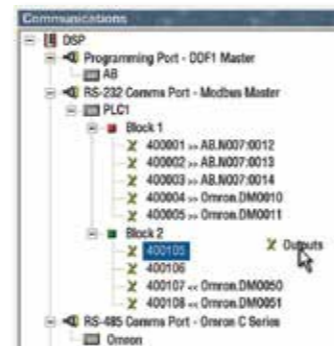 Communications
DSP
Programming Port - DDF1 Master
AB
RS-232 Comms Port - Modbus Master
PLC1
Block 1
400001 >> AB.N007:0012
400002 >> AB.N007:0013
400003 >> AB.N007:0014
400004 >> Omron.DM0010
400005 >> Omron.DM0011
Block 2
400105
Outputs
400106
400107 << Omron.DM0050
400108 << Omron.DM0051
RS-485 Comms Port - Omron C Series
Omron